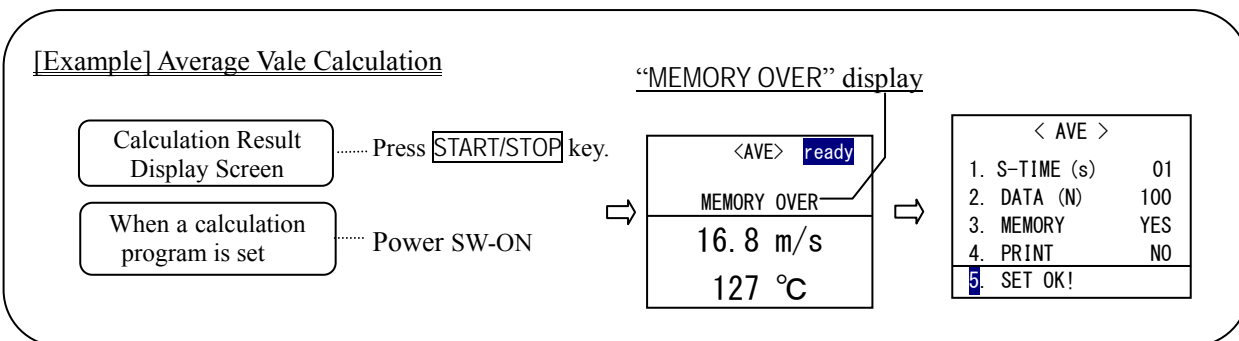 [Example] Average Vale Calculation
“MEMORY OVER” display
Calculation Result
Display Screen
........ Press START/STOP key.
When a calculation
program is set
........ Power SW-ON
<AVE> ready
MEMORY OVER
16.8 m/s
127 ℃
< AVE >
1. S-TIME (s) 01
2. DATA (N) 100
3. MEMORY YES
4. PRINT NO
5. SET OK!